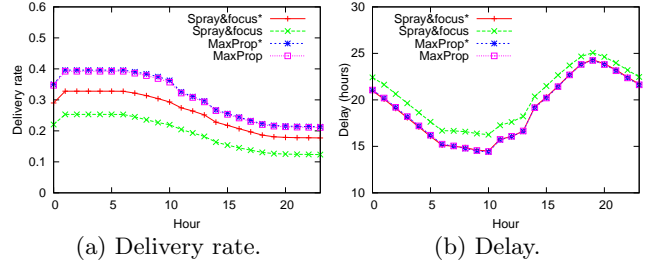 Spray&focus*
Spray&focus
MaxProp*
MaxProp
Delivery rate
0.6
0.5
0.4
0.3
0.2
0.1
0
0 5 10 15 20
Hour
(a) Delivery rate.
Spray&focus*
Spray&focus
MaxProp*
MaxProp
Delay (hours)
30
25
20
15
10
0 5 10 15 20
Hour
(b) Delay.